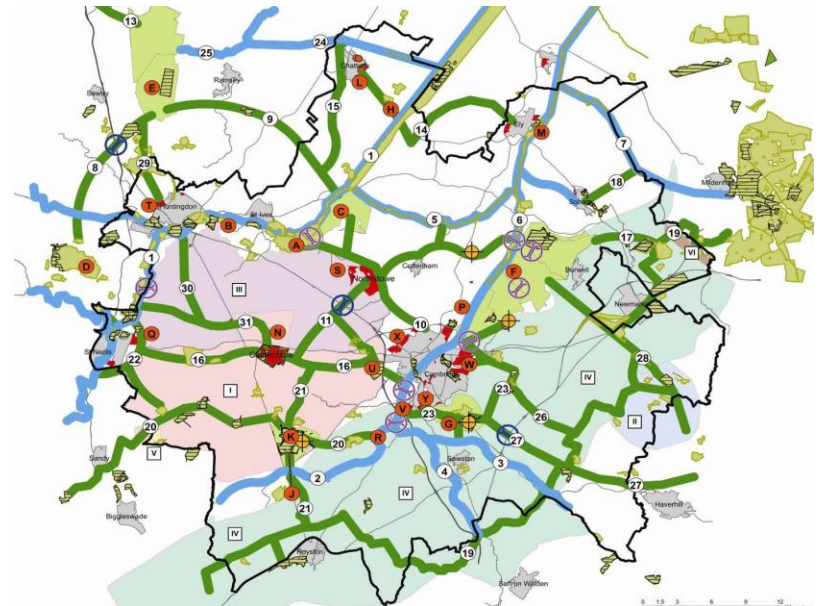 13
24
25
Chatteris
Ramsey
L
E
Sawtry
15
H
9
14
Ely
M
8
1
7
29
Mildenhall
T
Huntingdon
St Ives
C
18
Soham
B
5
6
A
17
19
D
1
S
Cottenham
F
Burwell
VI
Northstowe
III
30
P
Newmarket
11
10
31
N
X
Q
St Neots
22
16
16
U
Cambridge
W
28
I
21
Y
23
IV
V
23
26
II
20
K
20
R
G
27
V
Sandy
2
4
3
Sawston
27
J
IV
Haverhill
Biggleswade
21
IV
19
Royston
Saffron Walden
0 1.5 3 6 9 12